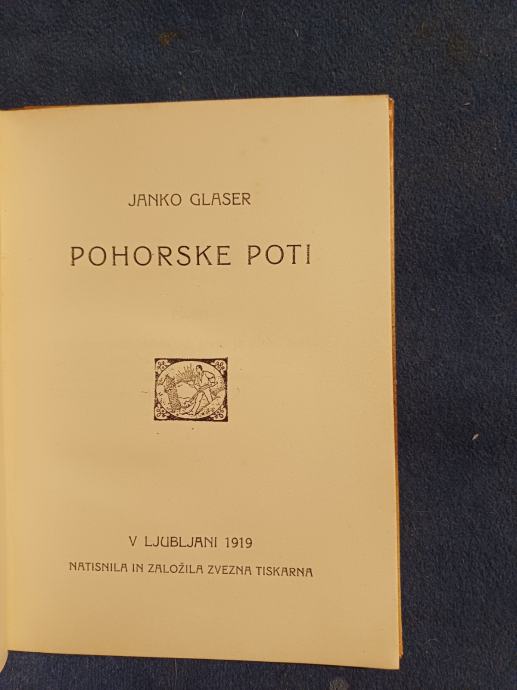 JANKO GLASER
POHORSKE POTI
V LJUBLJANI 1919
NATISNILA IN ZALOŽILA ZVEZNA TISKARNA